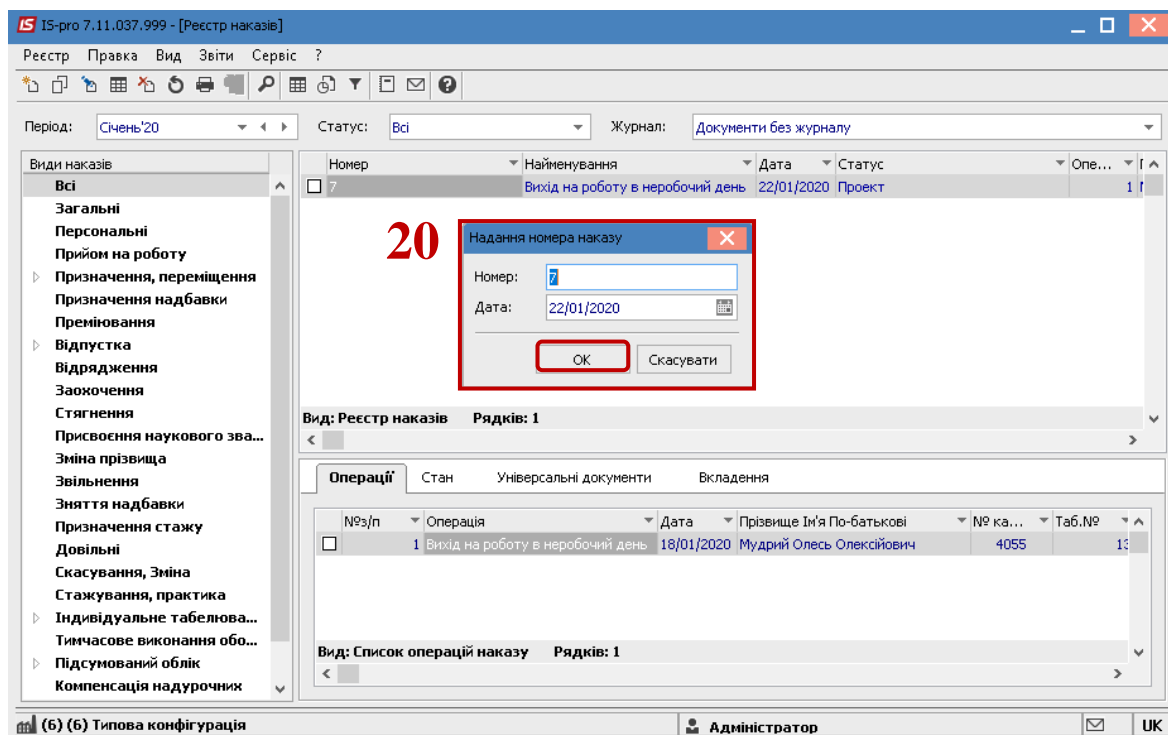 IS-pro 7.11.037.999 - [Реєстр наказів]
Реєстр Правка Вид Звіти Сервіс ?
Період: Січень'20 Статус: Всі Журнал: Документи без журналу
Види наказів
Всі
Загальні
Персональні
Прийом на роботу
Призначення, переміщення
Призначення надбавки
Преміювання
Відпустка
Відрядження
Заохочення
Стягнення
Присвоєння наукового зва...
Зміна прізвища
Звільнення
Зняття надбавки
Призначення стажу
Довільні
Скасування, Зміна
Стажування, практика
Індивідуальне табелюва...
Тимчасове виконання обо...
Підсумований облік
Компенсація надурочних
Номер Найменування Дата Статус Опе...
7 Вихід на роботу в неробочий день 22/01/2020 Проект 1
20
Надання номера наказу
Номер: 7
Дата: 22/01/2020
ОК Скасувати
Вид: Реєстр наказів Рядків: 1
Операції Стан Універсальні документи Вкладення
№з/п Операція Дата Прізвище Ім'я По-батькові № ка... Таб.№
1 Вихід на роботу в неробочий день 18/01/2020 Мудрий Олесь Олексійович 4055 13
Вид: Список операцій наказу Рядків: 1
(6) (6) Типова конфігурація Адміністратор UK